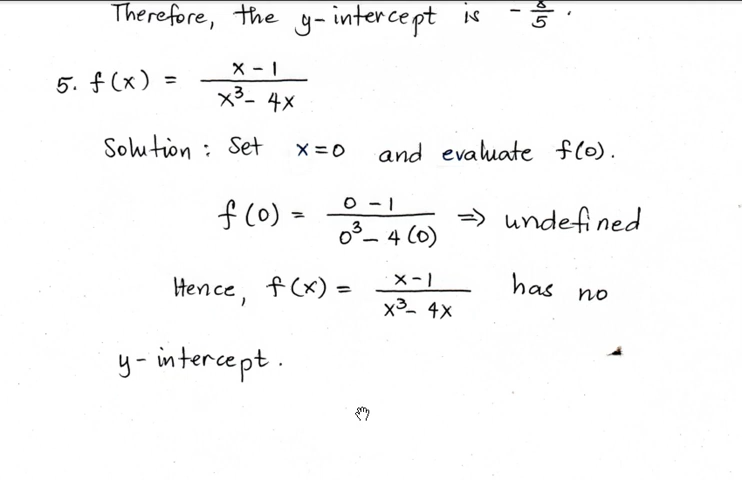 Therefore, the y-intercept is - 8/5.
5. f(x) = x - 1 / x³ - 4x
Solution : Set x = 0 and evaluate f(0).
f(0) = 0 - 1 / 0³ - 4(0) ⇒ undefined
Hence, f(x) = x - 1 / x³ - 4x has no
y-intercept.